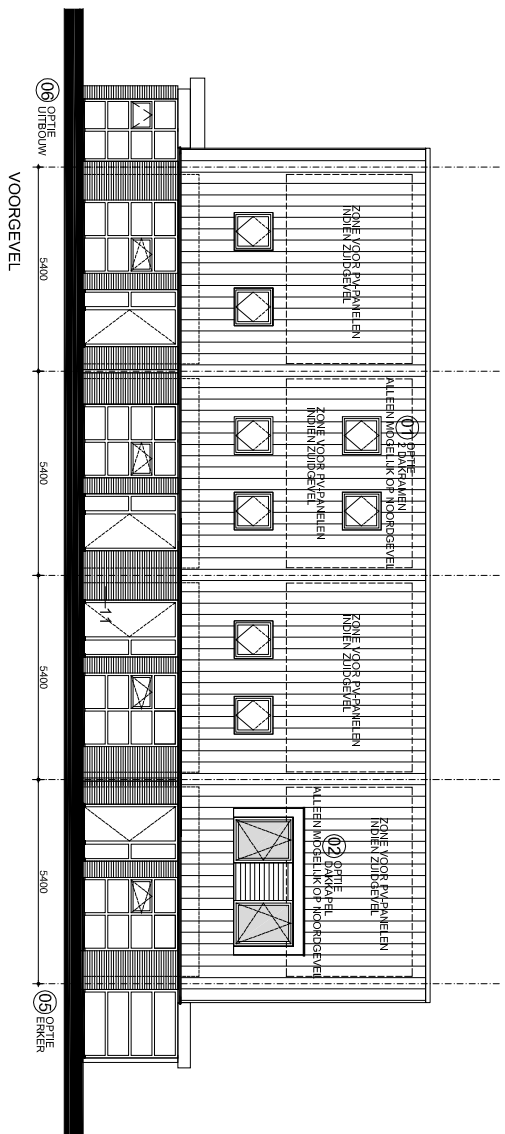 06 OPTIE
UITBOUW
ZONE VOOR PV-PANELEN
INDIEN ZUIDGEVEL
01 OPTIE
2 DAKRAMEN
ALLEEN MOGELIJK OP NOORDGEVEL
ZONE VOOR PV-PANELEN
INDIEN ZUIDGEVEL
ZONE VOOR PV-PANELEN
INDIEN ZUIDGEVEL
ZONE VOOR PV-PANELEN
INDIEN ZUIDGEVEL
02 OPTIE
DAKKAPEL
ALLEEN MOGELIJK OP NOORDGEVEL
11
05 OPTIE
ERKER
5400
5400
5400
5400
VOORGEVEL